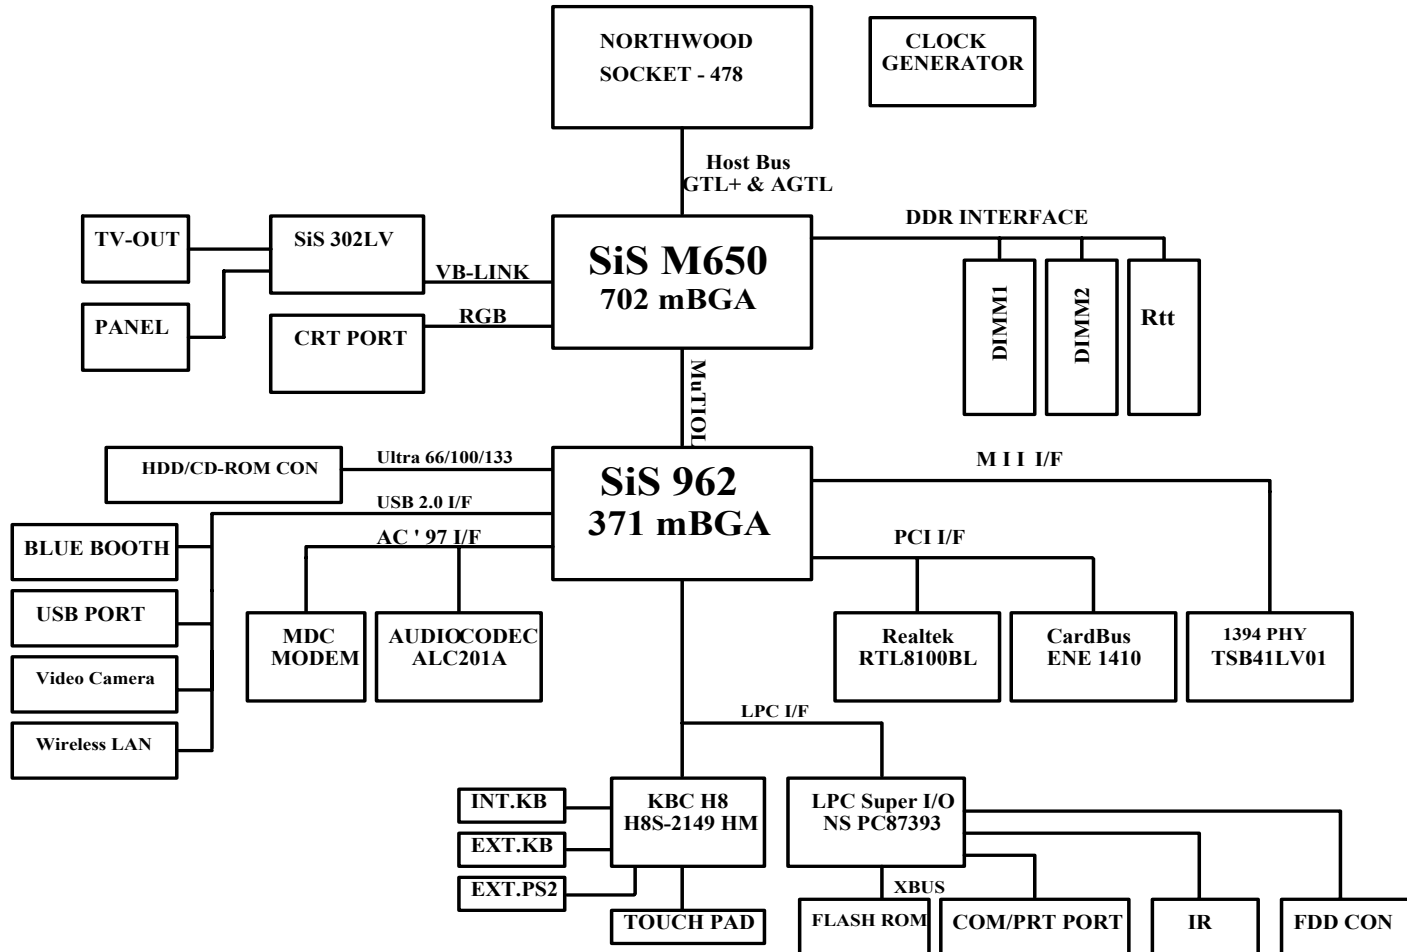 NORTHWOOD
SOCKET - 478
CLOCK
GENERATOR
Host Bus
GTL+ & AGTL
TV-OUT
SiS 302LV
VB-LINK
SiS M650
702 mBGA
DDR INTERFACE
PANEL
CRT PORT
RGB
DIMM1
DIMM2
Rtt
MuTIOL
HDD/CD-ROM CON
Ultra 66/100/133
SiS 962
371 mBGA
M I I I/F
USB 2.0 I/F
AC ' 97 I/F
PCI I/F
BLUE BOOTH
USB PORT
Video Camera
Wireless LAN
MDC
MODEM
AUDIOCODEC
ALC201A
Realtek
RTL8100BL
CardBus
ENE 1410
1394 PHY
TSB41LV01
LPC I/F
INT.KB
EXT.KB
EXT.PS2
KBC H8
H8S-2149 HM
LPC Super I/O
NS PC87393
TOUCH PAD
XBUS
FLASH ROM
COM/PRT PORT
IR
FDD CON